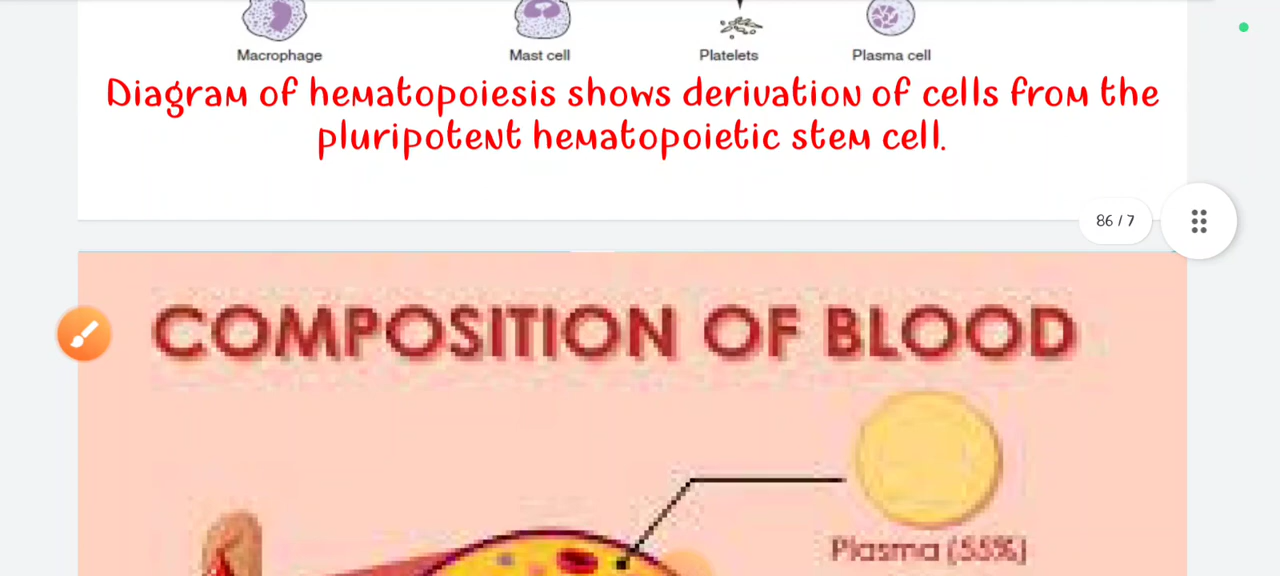 Macrophage Mast cell Platelets Plasma cell
Diagram of hematopoiesis shows derivation of cells from the
pluripotent hematopoietic stem cell.
86 / 7
COMPOSITION OF BLOOD
Plasma (55%)